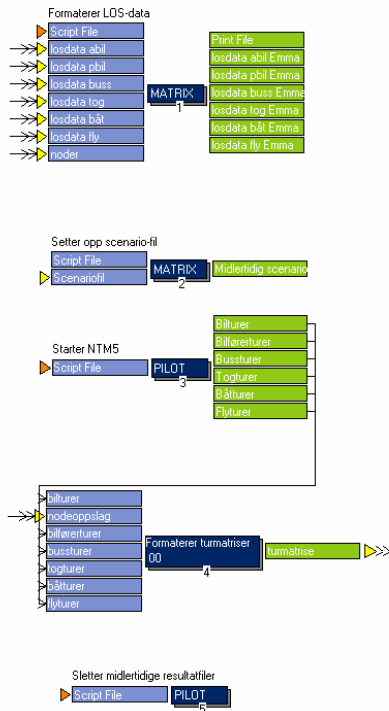 Formaterer LOS-data
Script File
losdata abil
losdata pbil
losdata buss
losdata tog
losdata båt
losdata fly
noder
MATRIX
1
Print File
losdata abil Emma
losdata pbil Emma
losdata buss Emma
losdata tog Emma
losdata båt Emma
losdata fly Emma
Setter opp scenario-fil
Script File
Scenariofil
MATRIX
2
Midlertidig scenario
Starter NTM5
Script File
PILOT
3
Bilturer
Bilførerturer
Bussturer
Togturer
Båtturer
Flyturer
bilturer
nodeoppslag
bilførerturer
bussturer
togturer
båtturer
flyturer
Formaterer turmatriser
00
4
turmatrise
Sletter midlertidige resultatfiler
Script File
PILOT
5